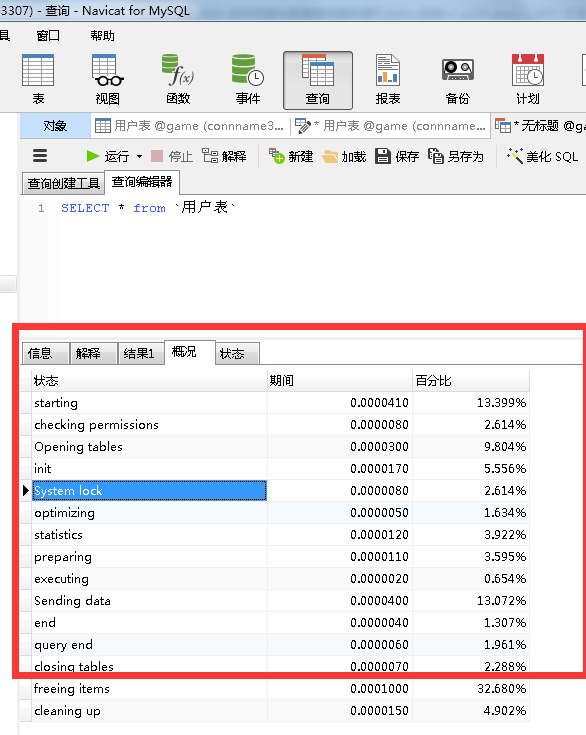 3307) - 查询 - Navicat for MySQL
具 窗口 帮助
表 视图 函数 事件 查询 报表 备份 计划
对象 用户表 @game (connname3... * 用户表 @game (connname... * 无标题 @ga
运行 停止 解释 新建 加载 保存 另存为 美化 SQL
查询创建工具 查询编辑器
1 SELECT * from `用户表`
信息 解释 结果1 概况 状态
状态 期间 百分比
starting 0.0000410 13.399%
checking permissions 0.0000080 2.614%
Opening tables 0.0000300 9.804%
init 0.0000170 5.556%
System lock 0.0000080 2.614%
optimizing 0.0000050 1.634%
statistics 0.0000120 3.922%
preparing 0.0000110 3.595%
executing 0.0000020 0.654%
Sending data 0.0000400 13.072%
end 0.0000040 1.307%
query end 0.0000060 1.961%
closing tables 0.0000070 2.288%
freeing items 0.0001000 32.680%
cleaning up 0.0000150 4.902%